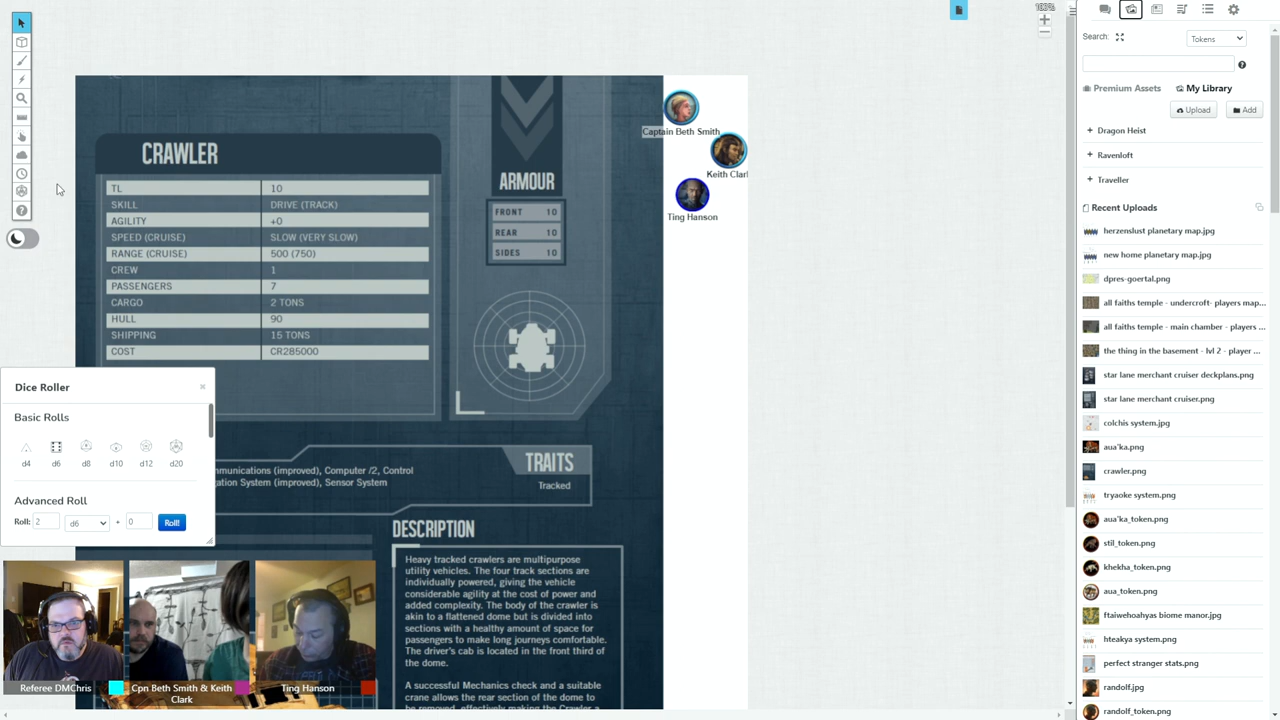 100%
Search:
Tokens
Premium Assets
My Library
Upload
Add
Dragon Heist
Ravenloft
Traveller
Recent Uploads
herzenslust planetary map.jpg
new home planetary map.jpg
dpres-goertal.png
all faiths temple - undercroft- players map...
all faiths temple - main chamber - players ...
the thing in the basement - lvl 2 - player ...
star lane merchant cruiser deckplans.png
star lane merchant cruiser.png
colchis system.jpg
aua'ka.png
crawler.png
tryaoke system.png
aua'ka_token.png
stil_token.png
khekha_token.png
aua_token.png
ftaiwehoahyas biome manor.jpg
hteakya system.png
perfect stranger stats.png
randolf.jpg
randolf_token.png
CRAWLER
TL 10
SKILL DRIVE (TRACK)
AGILITY +0
SPEED (CRUISE) SLOW (VERY SLOW)
RANGE (CRUISE) 500 (750)
CREW 1
PASSENGERS 7
CARGO 2 TONS
HULL 90
SHIPPING 15 TONS
COST CR285000
ARMOUR
FRONT 10
REAR 10
SIDES 10
Captain Beth Smith
Keith Clar
Ting Hanson
Dice Roller
Basic Rolls
d4 d6 d8 d10 d12 d20
Advanced Roll
Roll: 2 d6 + 0 Roll!
mmunications (improved), Computer /2, Control
gation System (improved), Sensor System
TRAITS
Tracked
DESCRIPTION
Heavy tracked crawlers are multipurpose
utility vehicles. The four track sections are
individually powered, giving the vehicle
considerable agility at the cost of power and
added complexity. The body of the crawler is
akin to a flattened dome but is divided into
sections with a healthy amount of space for
passengers to make long journeys comfortable.
The driver's cab is located in the front third of
the dome.
A successful Mechanics check and a suitable
crane allows the rear section of the dome to
be removed, effectively making the Crawler a
Referee DMChris
Cpn Beth Smith & Keith
Clark
Ting Hanson